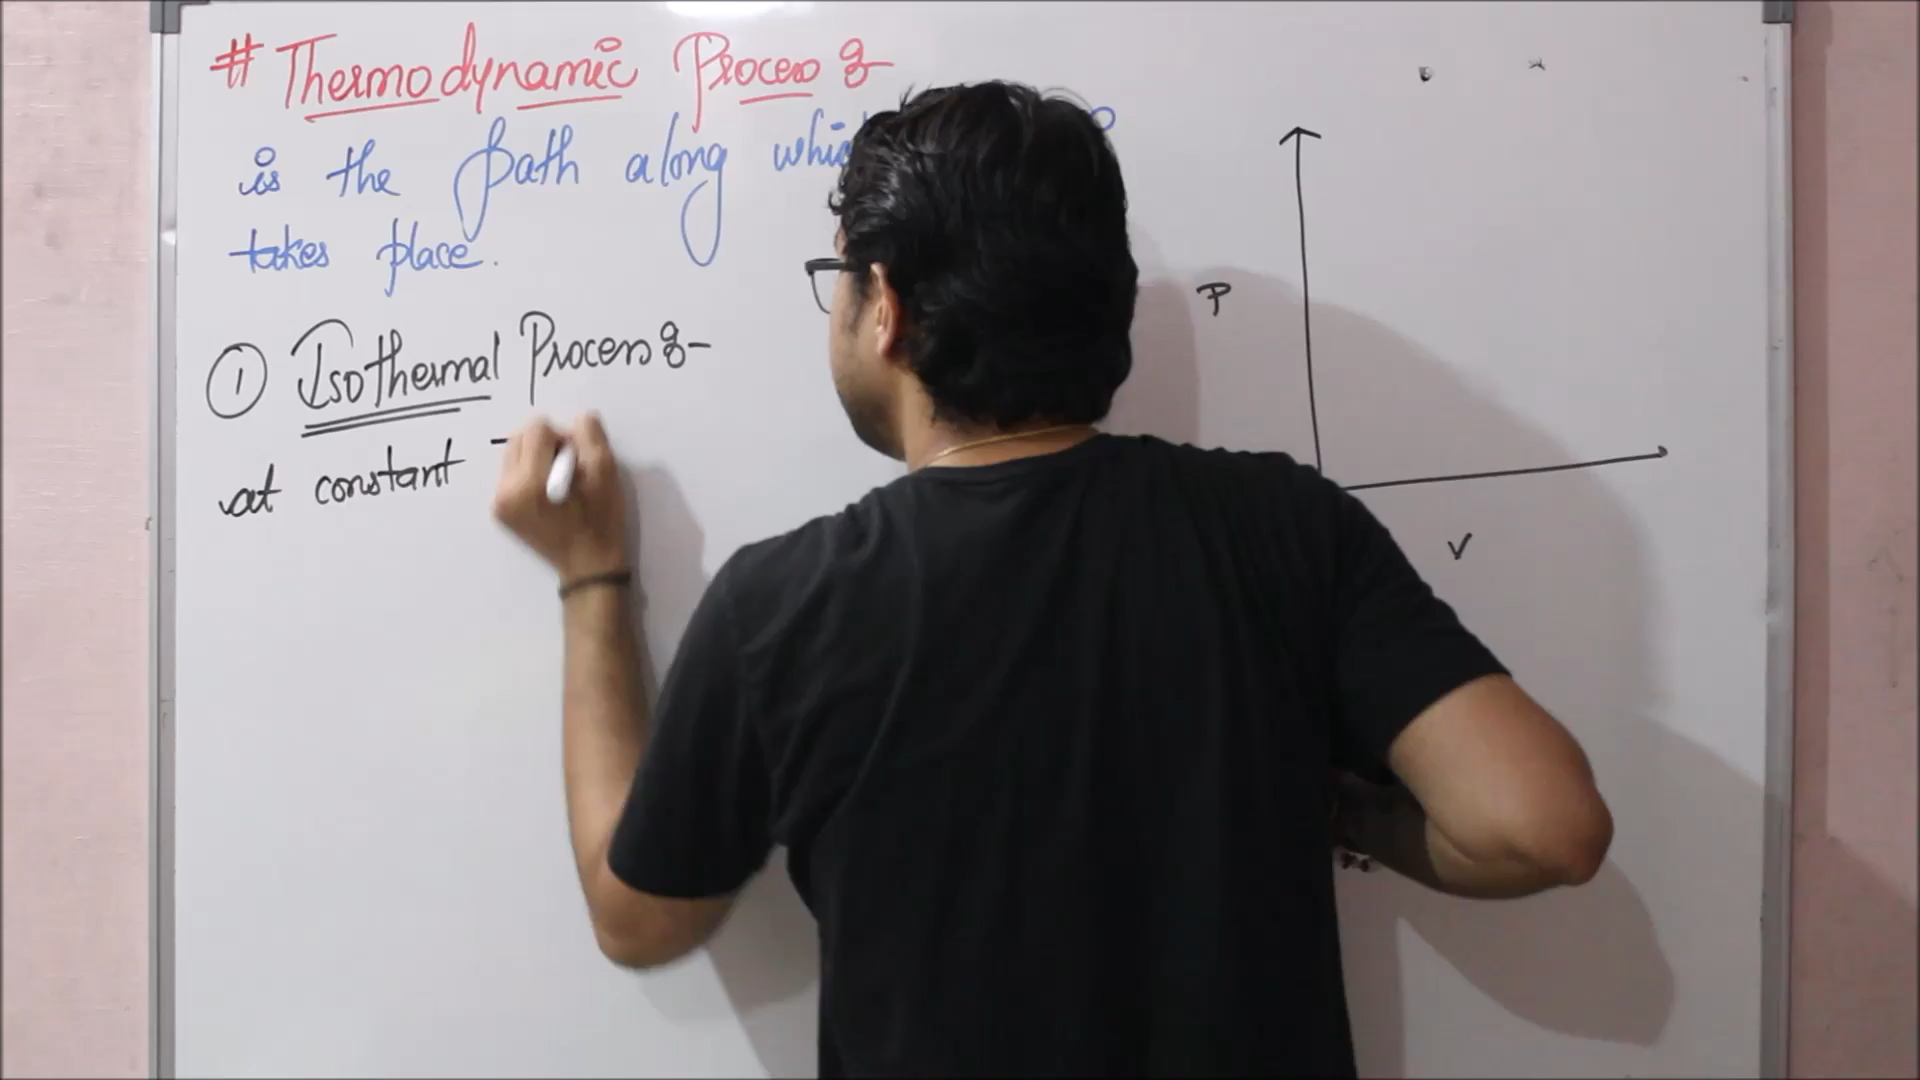 # Thermodynamic Process :-
is the path along
takes place.
① Isothermal Process :-
at constant
P
V